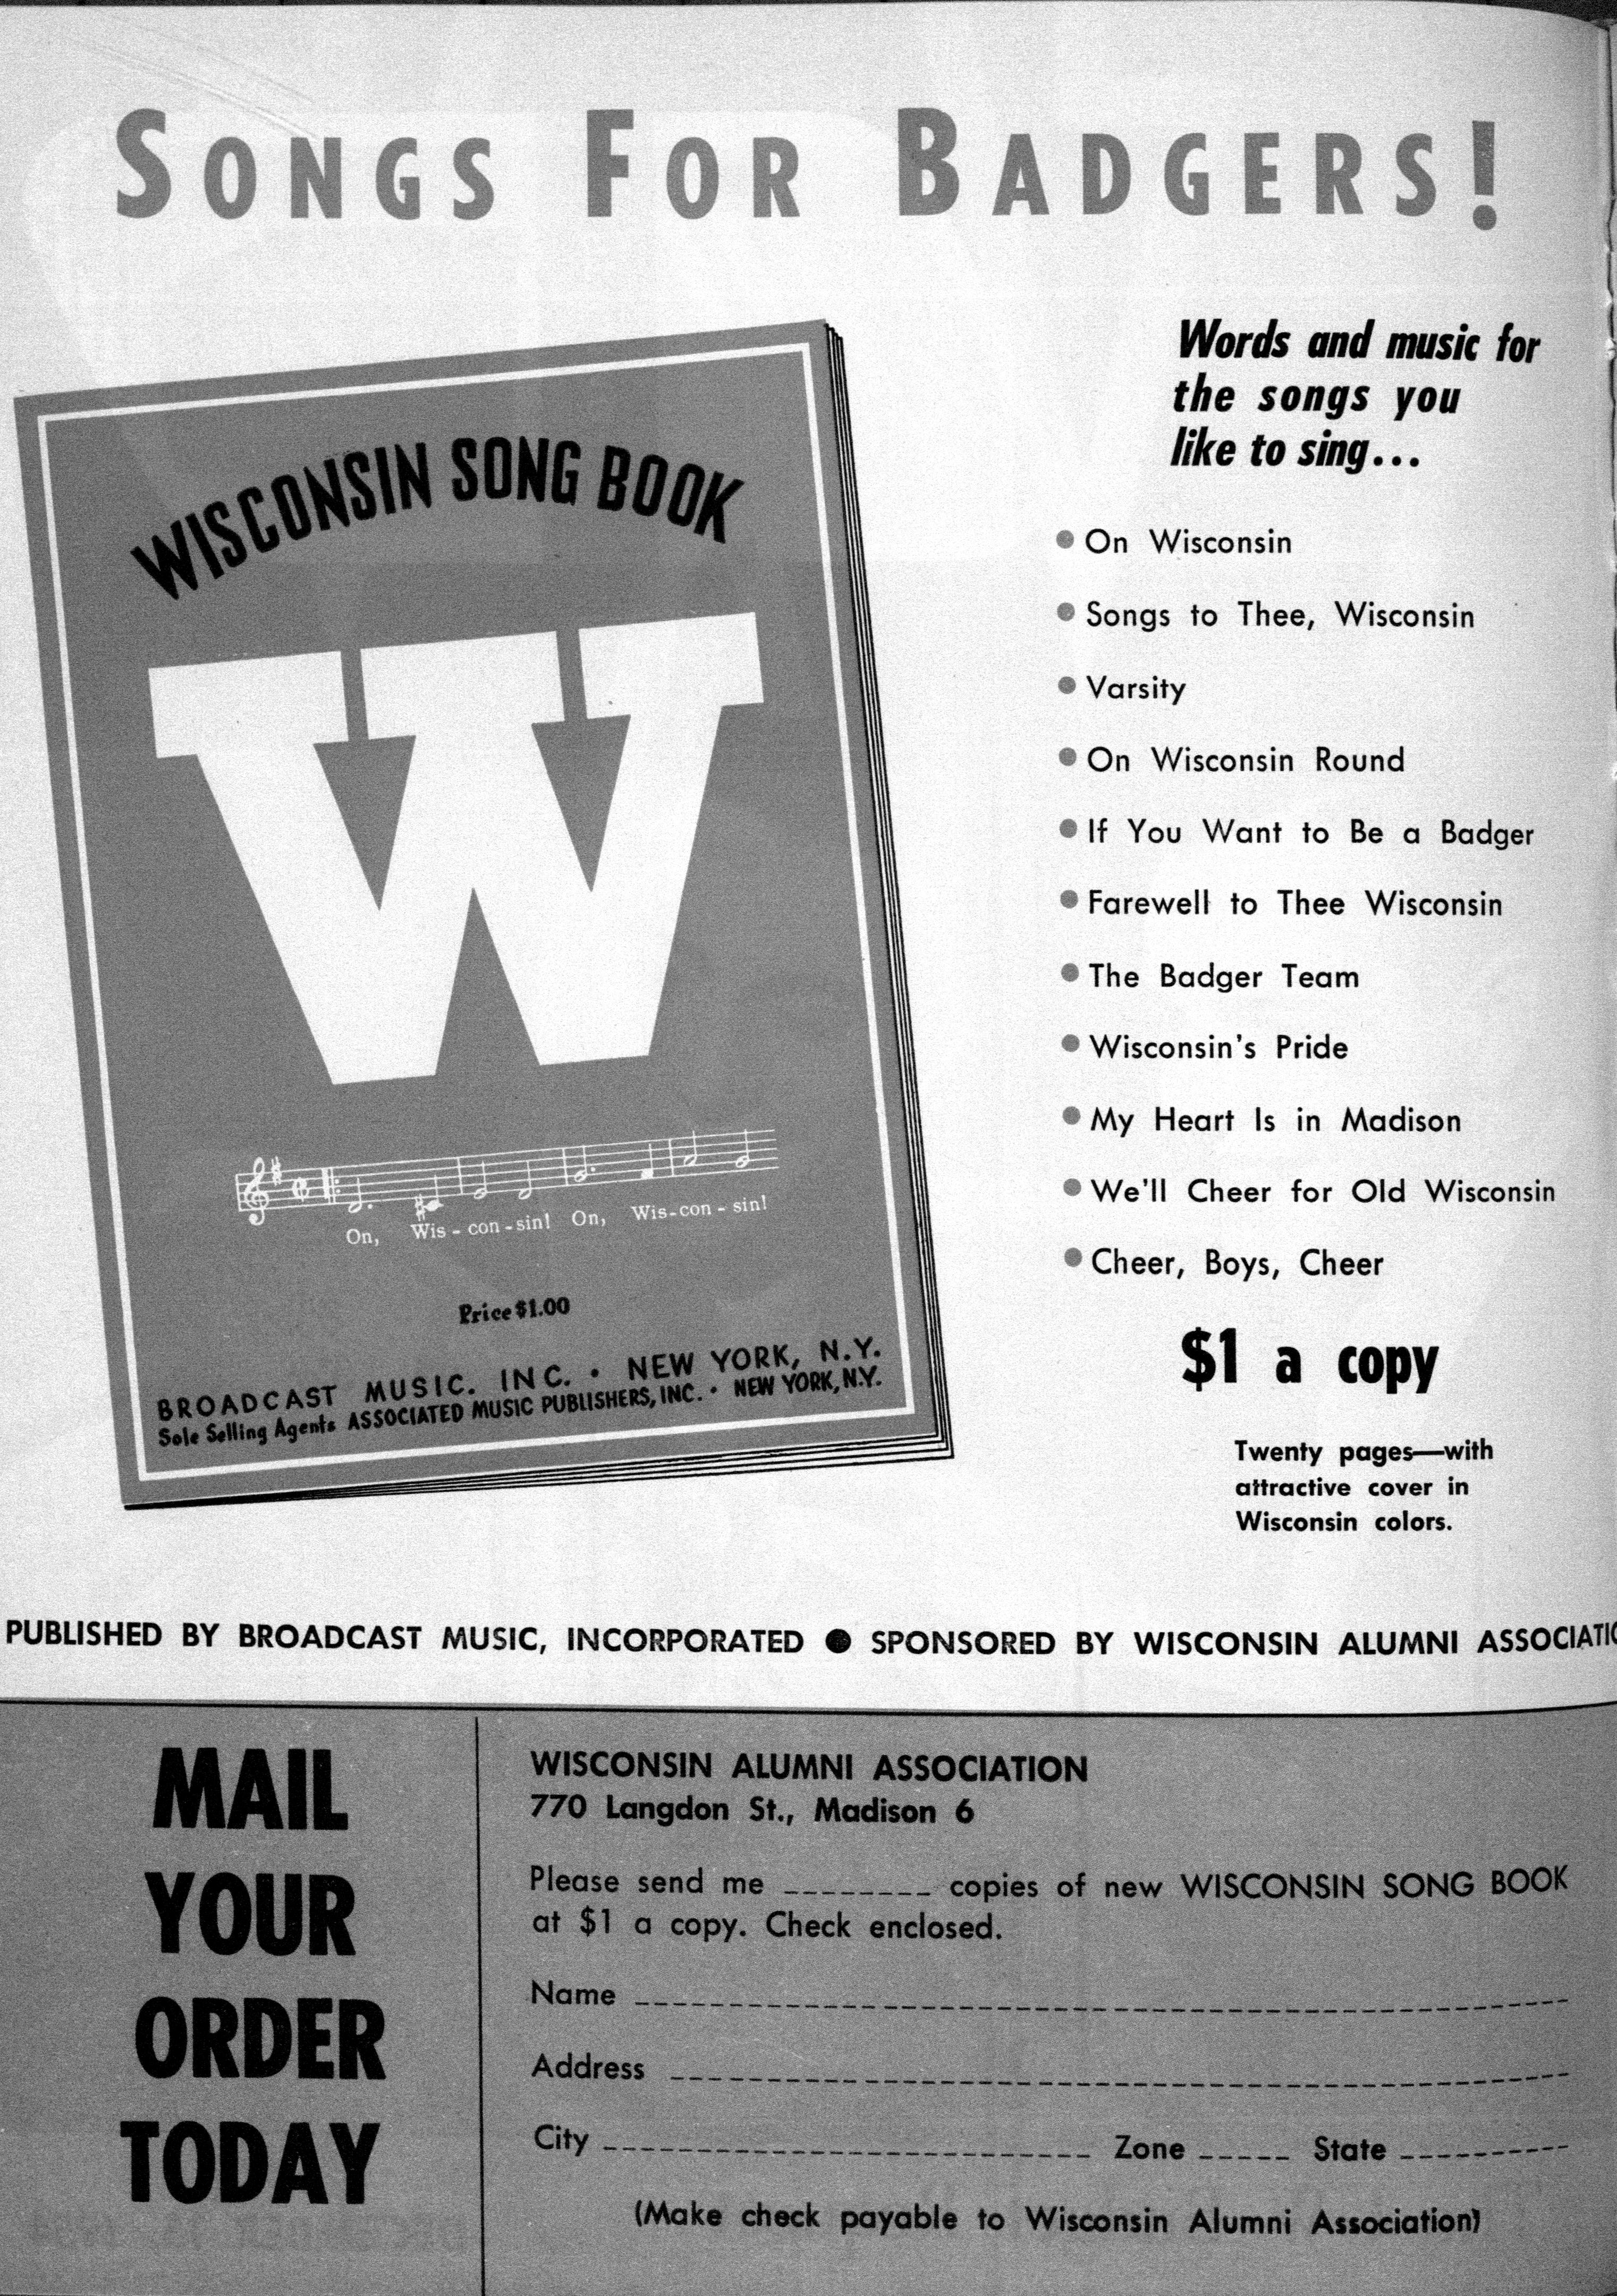 SONGS FOR BADGERS!
WISCONSIN SONG BOOK
W
On, Wis - con - sin! On, Wis - con - sin!
Price $1.00
BROADCAST MUSIC. INC. • NEW YORK, N.Y.
Sole Selling Agents ASSOCIATED MUSIC PUBLISHERS, INC. • NEW YORK, N.Y.
Words and music for
the songs you
like to sing...
• On Wisconsin
• Songs to Thee, Wisconsin
• Varsity
• On Wisconsin Round
• If You Want to Be a Badger
• Farewell to Thee Wisconsin
• The Badger Team
• Wisconsin's Pride
• My Heart Is in Madison
• We'll Cheer for Old Wisconsin
• Cheer, Boys, Cheer
$1 a copy
Twenty pages—with
attractive cover in
Wisconsin colors.
PUBLISHED BY BROADCAST MUSIC, INCORPORATED ● SPONSORED BY WISCONSIN ALUMNI ASSOCIATIO
MAIL
YOUR
ORDER
TODAY
WISCONSIN ALUMNI ASSOCIATION
770 Langdon St., Madison 6
Please send me ________ copies of new WISCONSIN SONG BOOK
at $1 a copy. Check enclosed.
Name ____________________
Address ____________________
City ____________________ Zone _____ State __________
(Make check payable to Wisconsin Alumni Association)